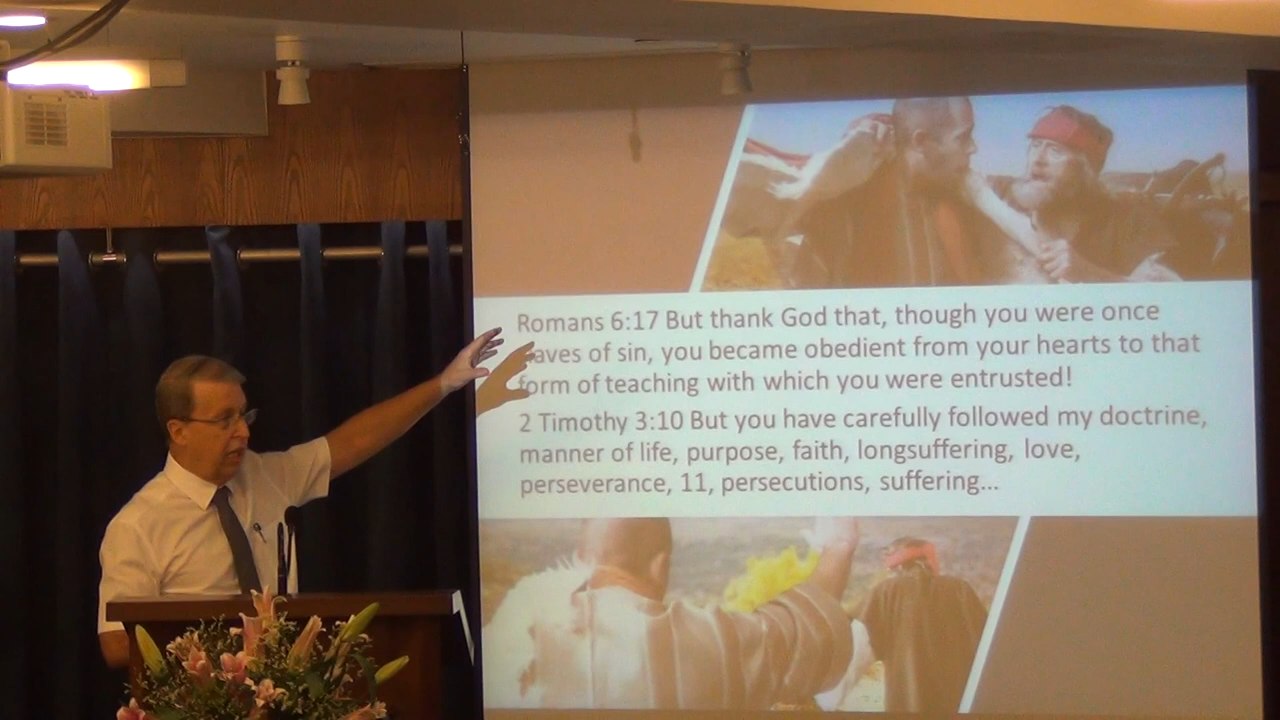 Romans 6:17 But thank God that, though you were once
aves of sin, you became obedient from your hearts to that
form of teaching with which you were entrusted!
2 Timothy 3:10 But you have carefully followed my doctrine,
manner of life, purpose, faith, longsuffering, love,
perseverance, 11, persecutions, suffering...